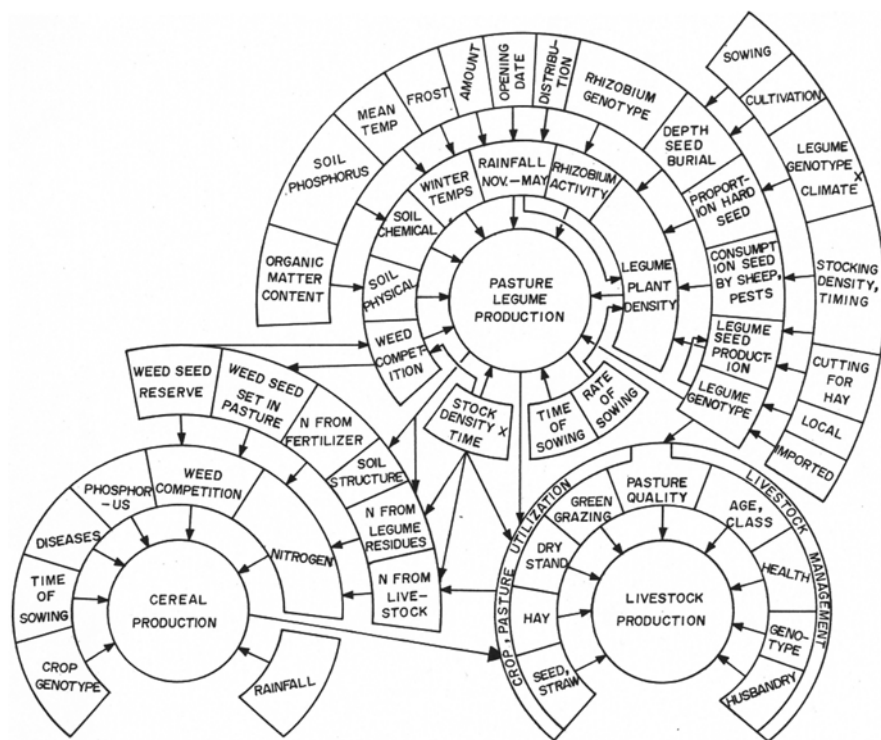 SOWING
CULTIVATION
LEGUME
GENOTYPE
X
CLIMATE
STOCKING
DENSITY,
TIMING
CUTTING
FOR
HAY
LOCAL
IMPORTED
ORGANIC
MATTER
CONTENT
SOIL
PHOSPHORUS
MEAN
TEMP
FROST
AMOUNT
OPENING
DATE
DISTRIBU-
TION
RHIZOBIUM
GENOTYPE
DEPTH
SEED
BURIAL
PROPORT-
ION HARD
SEED
CONSUMPT
ION SEED
BY SHEEP,
PESTS
LEGUME
SEED
PRODUCT-
ION
LEGUME
GENOTYPE
WEED
COMPET-
ITION
SOIL
PHYSICAL
SOIL
CHEMICAL
WINTER
TEMPS
RAINFALL
NOV.-MAY
RHIZOBIUM
ACTIVITY
LEGUME
PLANT
DENSITY
PASTURE
LEGUME
PRODUCTION
STOCK
DENSITY X
TIME
TIME
OF
SOWING
RATE
OF
SOWING
WEED SEED
RESERVE
WEED SEED
SET IN
PASTURE
N FROM
FERTILIZER
SOIL
STRUCTURE
N FROM
LEGUME
RESIDUES
N FROM
LIVE-
STOCK
CROP
GENOTYPE
TIME
OF
SOWING
DISEASES
PHOSPHOR
-US
WEED
COMPETITION
NITROGEN
RAINFALL
CEREAL
PRODUCTION
CROP, PASTURE UTILIZATION
LIVESTOCK MANAGEMENT
SEED,
STRAW
HAY
DRY
STAND
GREEN
GRAZING
PASTURE
QUALITY
AGE,
CLASS
HEALTH
GENO-
TYPE
HUSBANDRY
LIVESTOCK
PRODUCTION